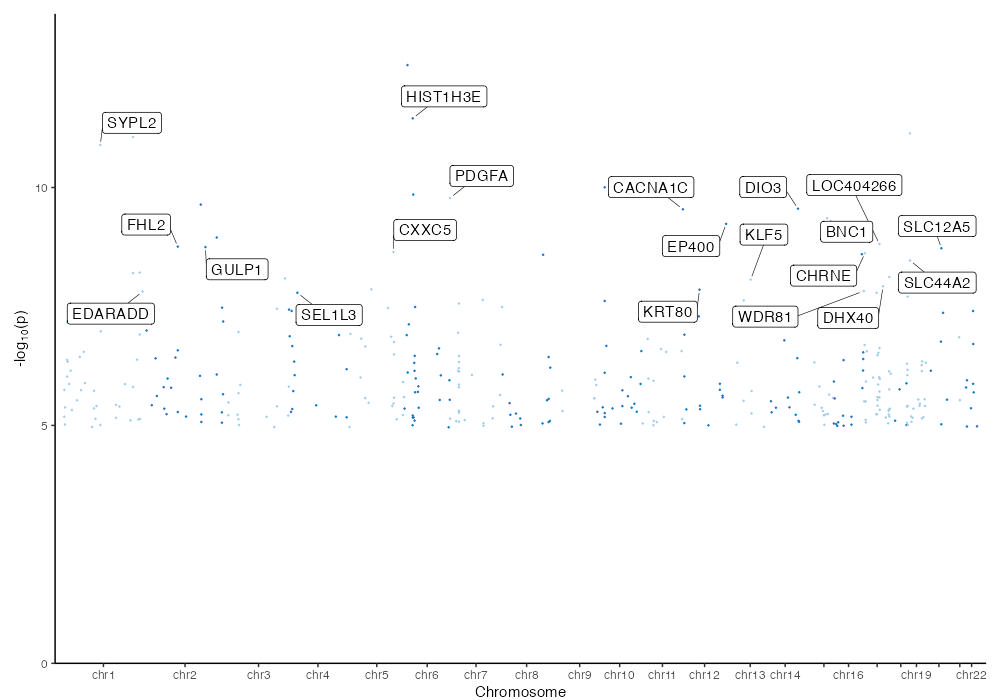 HIST1H3E
SYPL2
PDGFA
LOC404266
CACNA1C
DIO3
10
FHL2
CXXC5
SLC12A5
BNC1
KLF5
EP400
GULP1
CHRNE
SLC44A2
EDARADD
SEL1L3
KRT80
WDR81
DHX40
-log10(p)
5
0
chr1 chr2 chr3 chr4 chr5 chr6 chr7 chr8 chr9 chr10 chr11 chr12 chr13 chr14 chr16 chr19 chr22
Chromosome